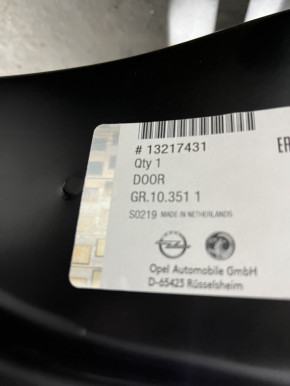 # 13217431
Qty 1
DOOR
GR.10.351 1
S0219 MADE IN NETHERLANDS
Opel Automobile GmbH
D-65423 Rüsselsheim